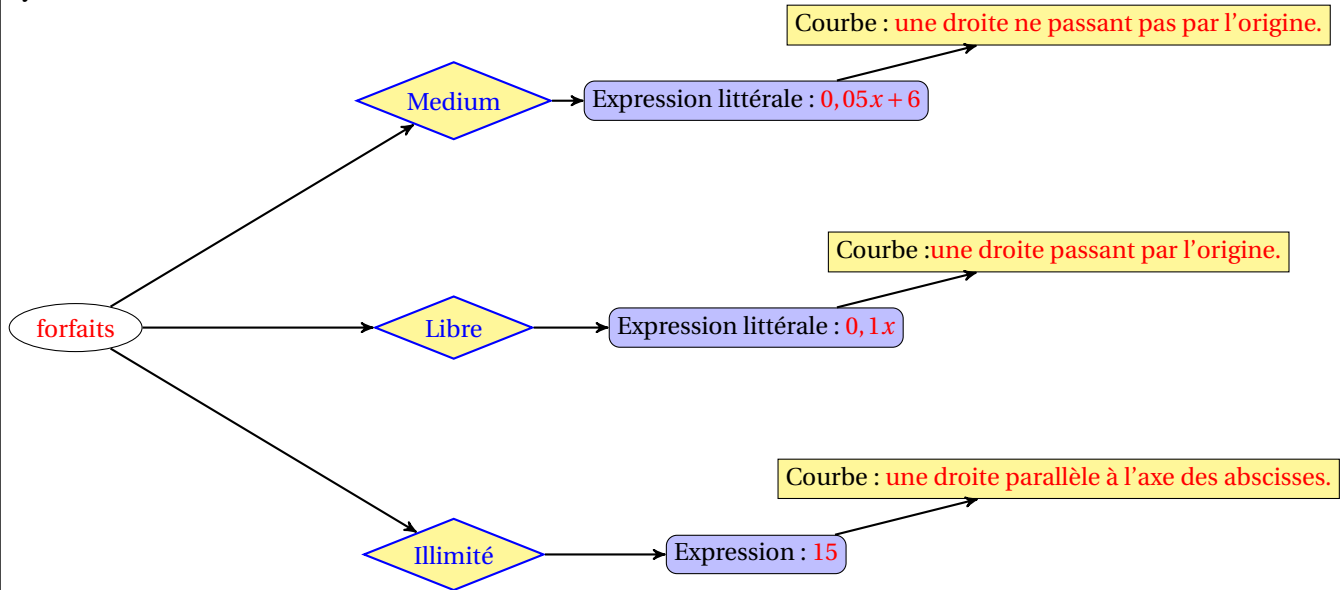 Courbe : une droite ne passant pas par l'origine.
Medium
Expression littérale : 0,05x + 6
Courbe :une droite passant par l'origine.
forfaits
Libre
Expression littérale : 0,1x
Courbe : une droite parallèle à l'axe des abscisses.
Illimité
Expression : 15